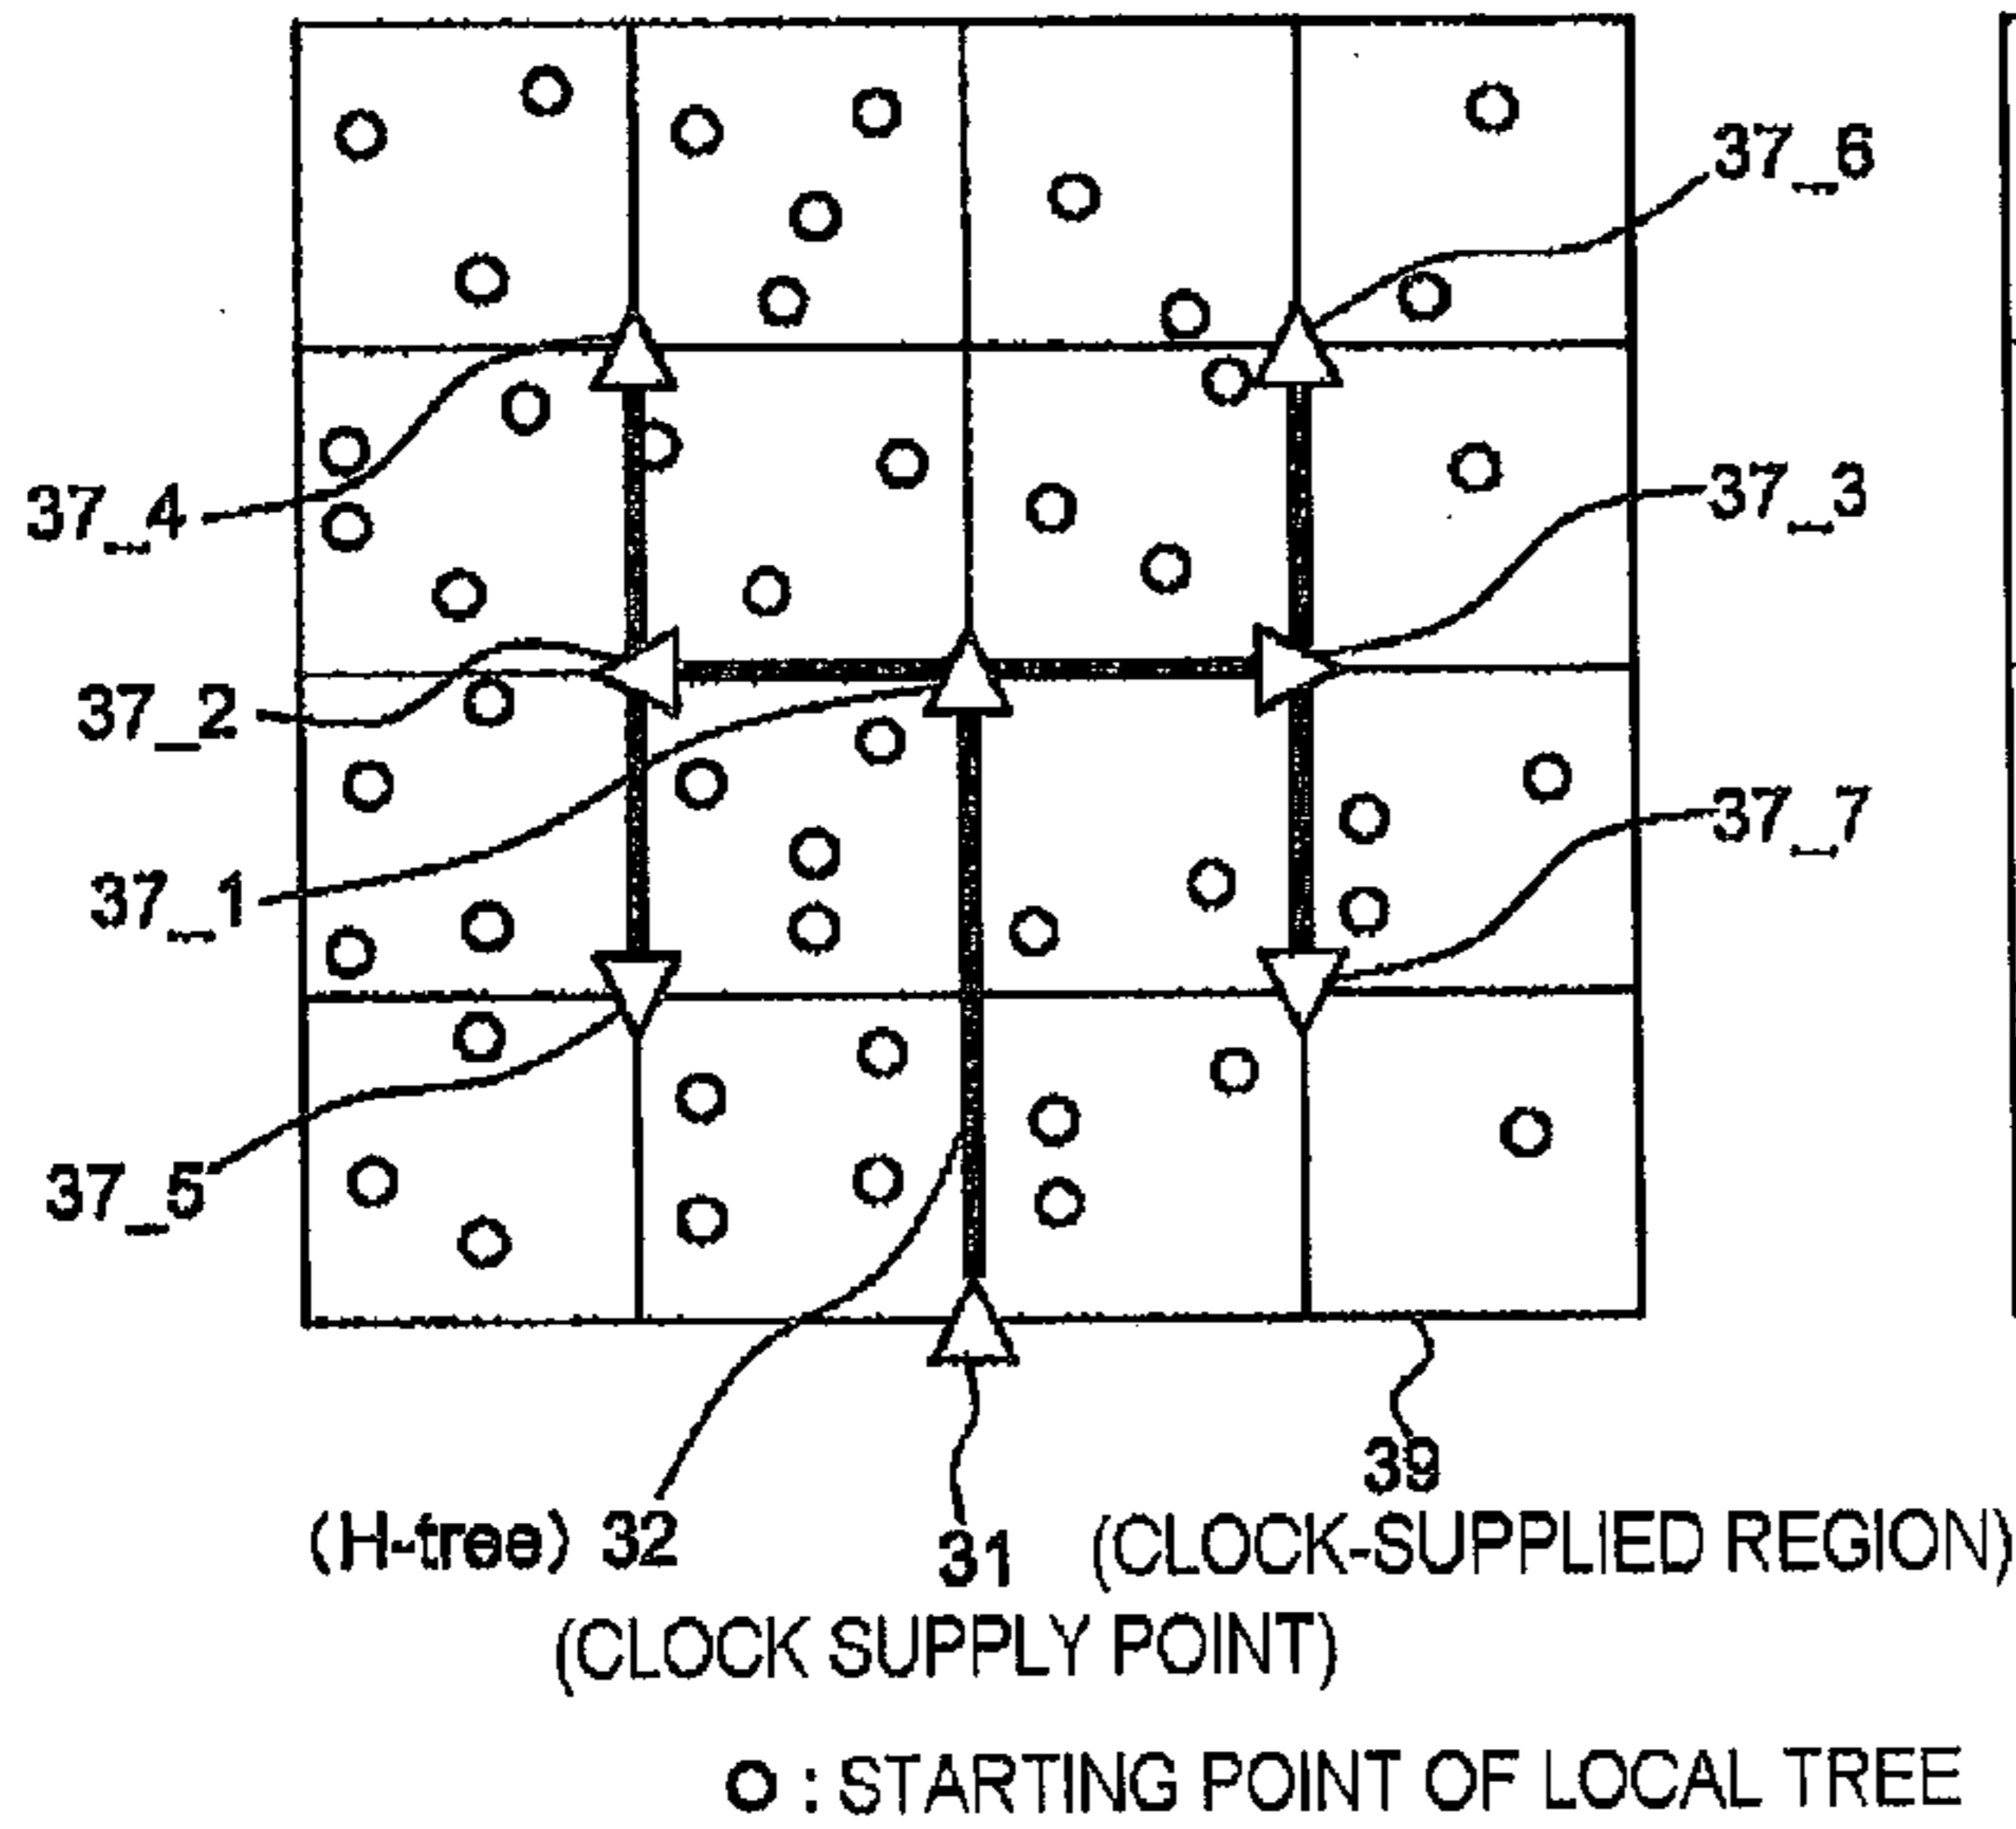 37_6
37_4
37_3
37_2
37_1
37_7
37_5
39
(H-tree) 32
31
(CLOCK-SUPPLIED REGION)
(CLOCK SUPPLY POINT)
O : STARTING POINT OF LOCAL TREE